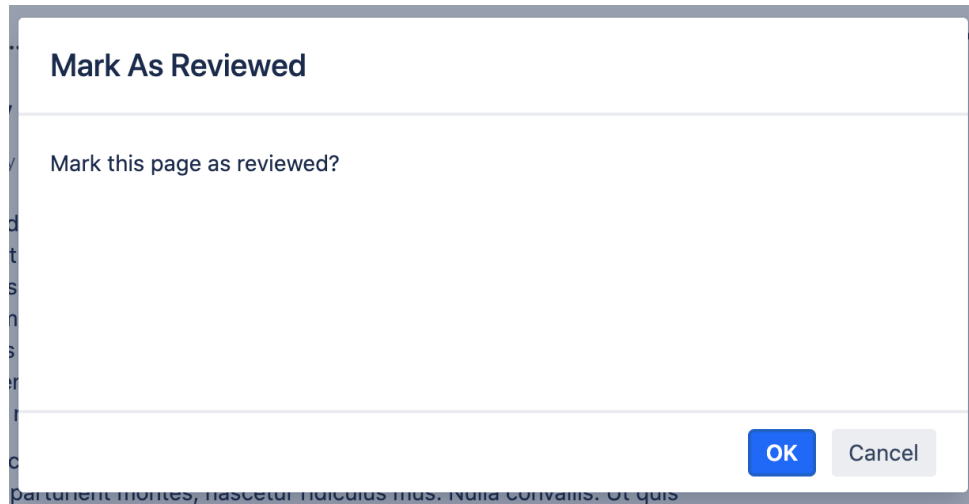 Mark As Reviewed
Mark this page as reviewed?
OK Cancel
parturient montes, nascetur ridiculus mus. Nulla convallis. Ut quis